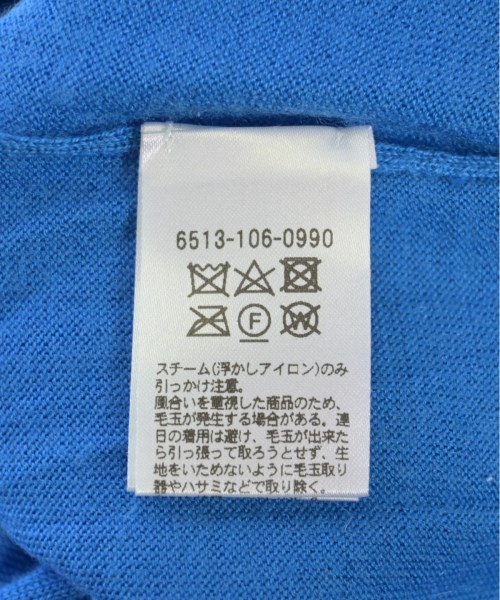 6513-106-0990
F W
スチーム(浮かしアイロン)のみ
引っかけ注意。
風合いを重視した商品のため、
毛玉が発生する場合がある。連
日の着用は避け、毛玉が出来た
ら引っ張って取ろうとせず、生
地をいためないように毛玉取り
器やハサミなどで取り除く。